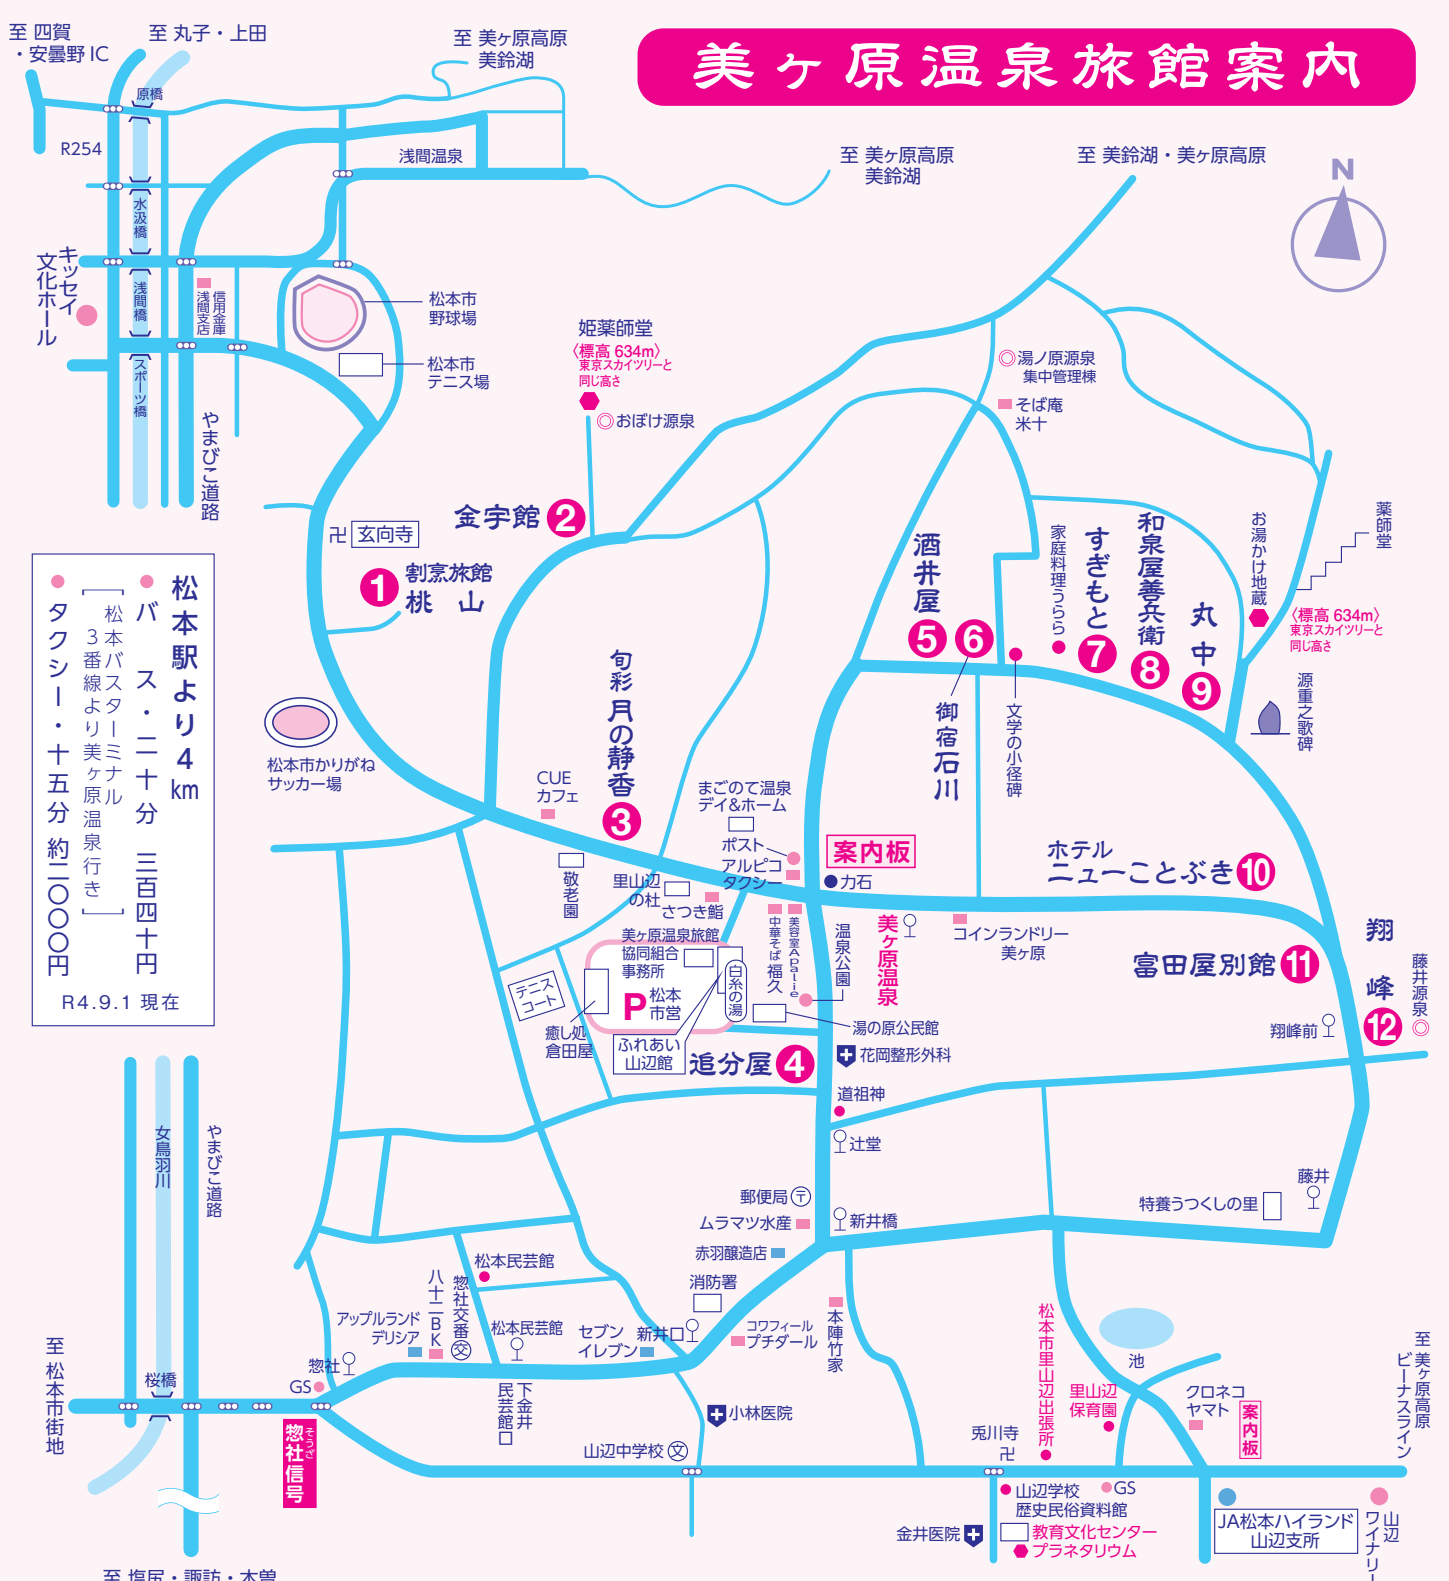 美ヶ原温泉旅館案内
至 四賀
・安曇野 IC
至 丸子・上田
至 美ヶ原高原
美鈴湖
至 美ヶ原高原
美鈴湖
至 美鈴湖・美ヶ原高原
N
原橋
R254
浅間温泉
水汲橋
キッセイ
文化ホール
浅間橋
信用金庫
浅間支店
松本市
野球場
スポーツ橋
松本市
テニス場
やまびこ道路
姫薬師堂
〈標高 634m〉
東京スカイツリーと
同じ高さ
おぼけ源泉
湯ノ原源泉
集中管理棟
そば庵
米十
金宇館 2
卍 玄向寺
1 割烹旅館
桃 山
酒井屋 5
6
御宿石川
家庭料理うらら
すぎもと 7
和泉屋善兵衛 8
丸中 9
お湯かけ地蔵
薬師堂
〈標高 634m〉
東京スカイツリーと
同じ高さ
源重之歌碑
文学の小径碑
松本駅より4km
バ ス・二十分 三百四十円
松本バスターミナル
3番線より美ヶ原温泉行き
タクシー・十五分 約二〇〇〇円
R4.9.1 現在
松本市かりがね
サッカー場
旬彩 月の静香 3
CUE
カフェ
まごのて温泉
デイ&ホーム
ポスト
アルピコ
タクシー
案内板
力石
敬老園
里山辺
の杜
さつき鮨
ホテル
ニューことぶき 10
コインランドリー
美ヶ原
美ヶ原温泉
温泉公園
美容室Apalie
中華そば 福久
美ヶ原温泉旅館
協同組合
事務所
白糸の湯
テニス
コート
P 松本
市営
癒し処
倉田屋
ふれあい
山辺館
追分屋 4
湯の原公民館
花岡整形外科
道祖神
辻堂
富田屋別館 11
翔峰 12
翔峰前
藤井源泉
女鳥羽川
やまびこ道路
郵便局 〒
ムラマツ水産
新井橋
赤羽醸造店
消防署
特養うつくしの里
藤井
松本民芸館
惣社交番 交
八十二BK
アップルランド
デリシア
松本民芸館
セブン
イレブン
新井口
コワフィール
プチダール
本陣竹家
惣社
GS
桜橋
至 松本市街地
惣社信号
そうざ
下金井
民芸館口
小林医院
山辺中学校 文
松本市里山辺出張所
池
里山辺
保育園
クロネコ
ヤマト
案内板
至 美ヶ原高原
ビーナスライン
兎川寺
卍
山辺学校
歴史民俗資料館
GS
金井医院
教育文化センター
プラネタリウム
JA松本ハイランド
山辺支所
山辺
ワイナリー
至 塩尻・諏訪・木曽